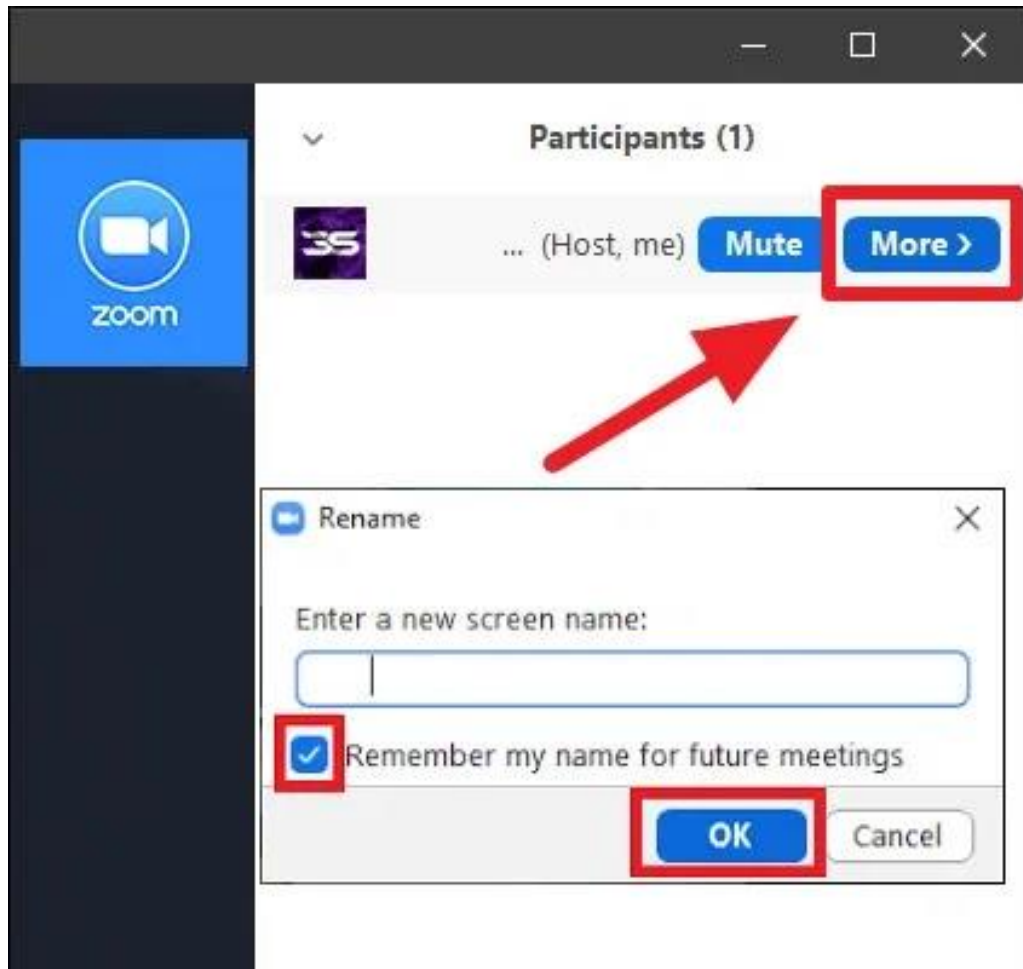 Participants (1)
zoom
3S
... (Host, me) Mute More >
Rename
Enter a new screen name:
Remember my name for future meetings
OK Cancel